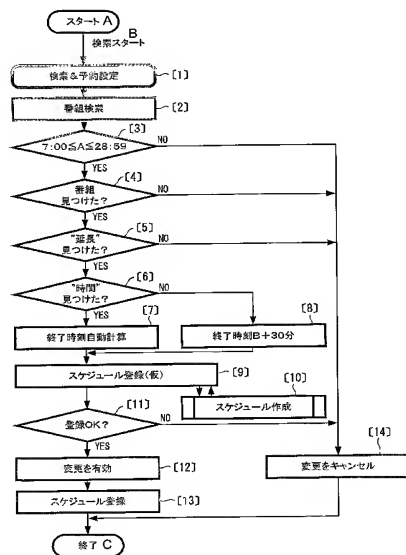 スタート A
B
検索スタート
検索&予約設定
[1]
番組検索
[2]
7:00≦A≦28:59
[3]
NO
YES
番組
見つけた?
[4]
NO
YES
"延長"
見つけた?
[5]
NO
YES
"時間"
見つけた?
[6]
NO
YES
終了時刻自動計算
[7]
終了時刻B+30分
[8]
スケジュール登録(仮)
[9]
スケジュール作成
[10]
登録OK?
[11]
NO
YES
変更を有効
[12]
変更をキャンセル
[14]
スケジュール登録
[13]
終了 C